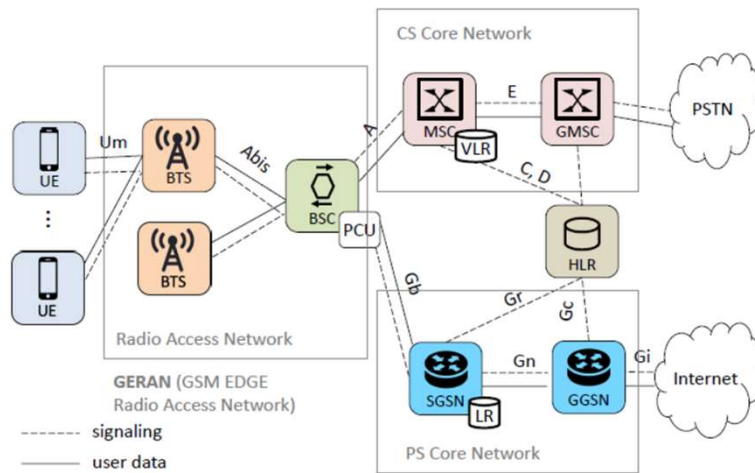 CS Core Network
E
MSC
GMSC
VLR
PSTN
A
C, D
Um
Abis
UE
BTS
BSC
PCU
UE
BTS
HLR
Radio Access Network
Gb
Gr
Gc
GERAN (GSM EDGE
Radio Access Network)
Gn
Gi
SGSN
LR
GGSN
Internet
PS Core Network
signaling
user data